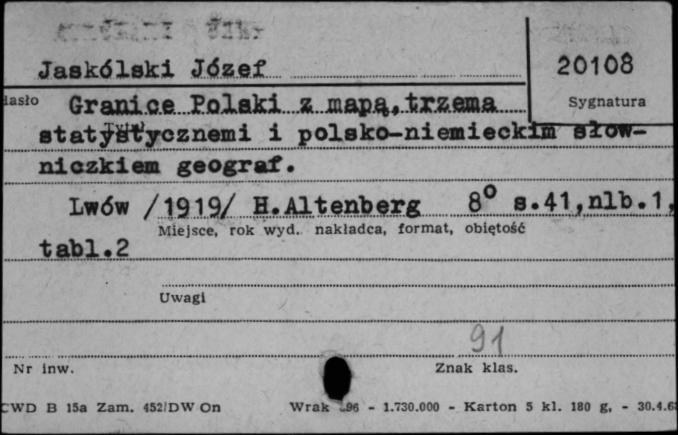 Jaskólski Józef
20108
Hasło
Sygnatura
Granice Polski z mapą,trzema
statystycznemi i polsko-niemieckim słow-
niczkiem geograf.
Lwów /1919/ H.Altenberg 8° s.41,nlb.1,
Miejsce, rok wyd. nakładca, format, objętość
tabl.2
Uwagi
91
Nr inw.
Znak klas.
CWD B 15a Zam. 452/DW On Wrak 96 - 1.730.000 - Karton 5 kl. 180 g, - 30.4.6